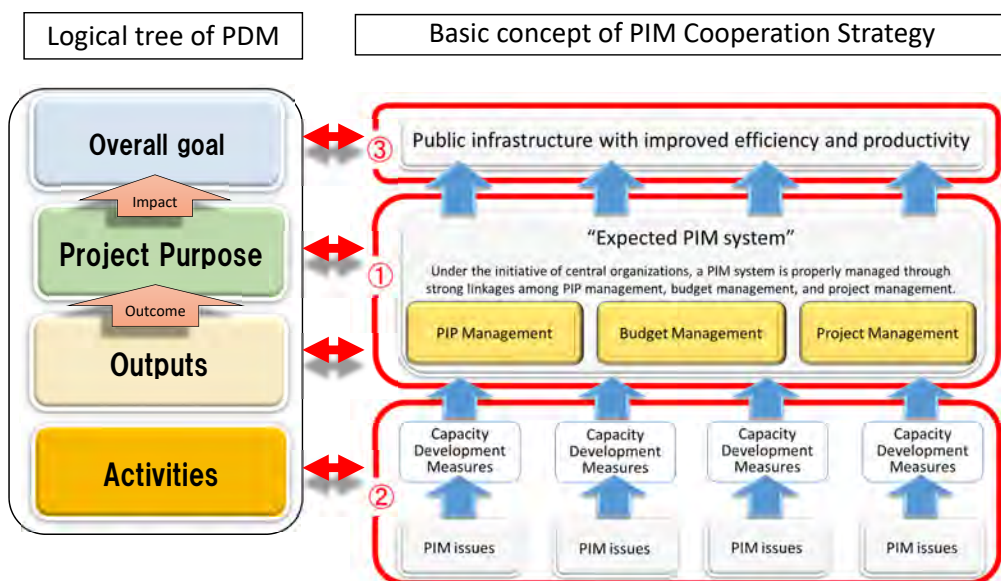 Logical tree of PDM
Basic concept of PIM Cooperation Strategy
Overall goal
Impact
Project Purpose
Outcome
Outputs
Activities
③
Public infrastructure with improved efficiency and productivity
①
“Expected PIM system”
Under the initiative of central organizations, a PIM system is properly managed through
strong linkages among PIP management, budget management, and project management.
PIP Management
Budget Management
Project Management
②
Capacity
Development
Measures
Capacity
Development
Measures
Capacity
Development
Measures
Capacity
Development
Measures
PIM issues
PIM issues
PIM issues
PIM issues